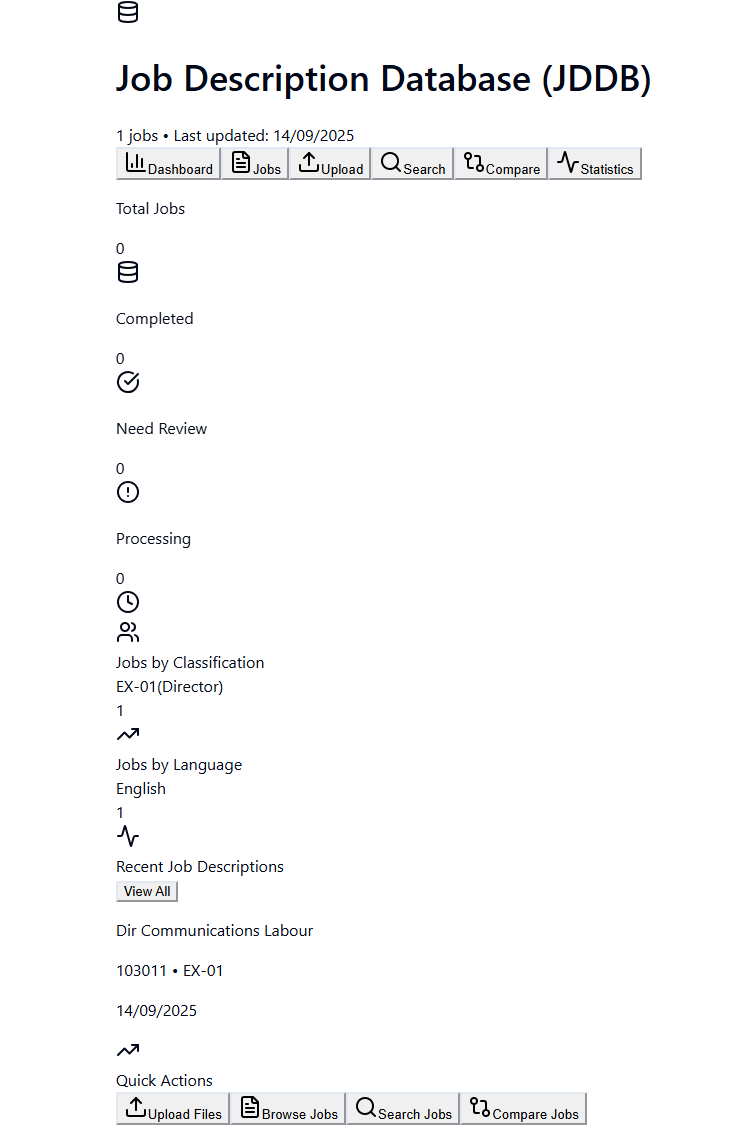 Job Description Database (JDDB)
1 jobs • Last updated: 14/09/2025
Dashboard Jobs Upload Search Compare Statistics
Total Jobs
0
Completed
0
Need Review
0
Processing
0
Jobs by Classification
EX-01(Director)
1
Jobs by Language
English
1
Recent Job Descriptions
View All
Dir Communications Labour
103011 • EX-01
14/09/2025
Quick Actions
Upload Files Browse Jobs Search Jobs Compare Jobs